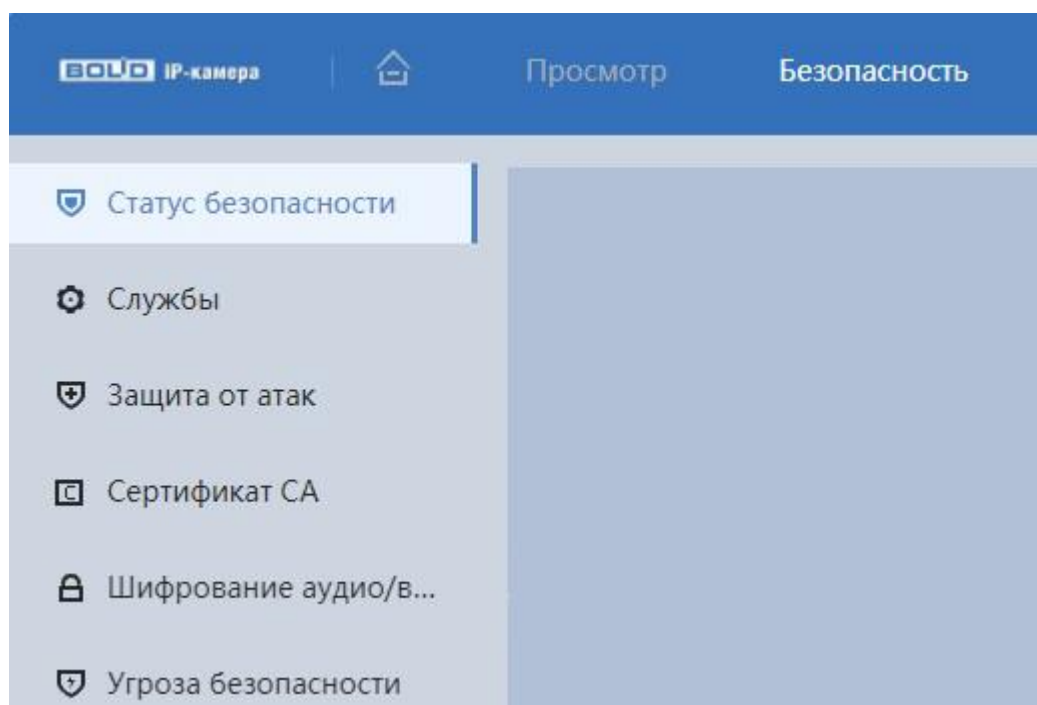 BOLID IP-камера Просмотр Безопасность
Статус безопасности
Службы
Защита от атак
Сертификат CA
Шифрование аудио/в...
Угроза безопасности